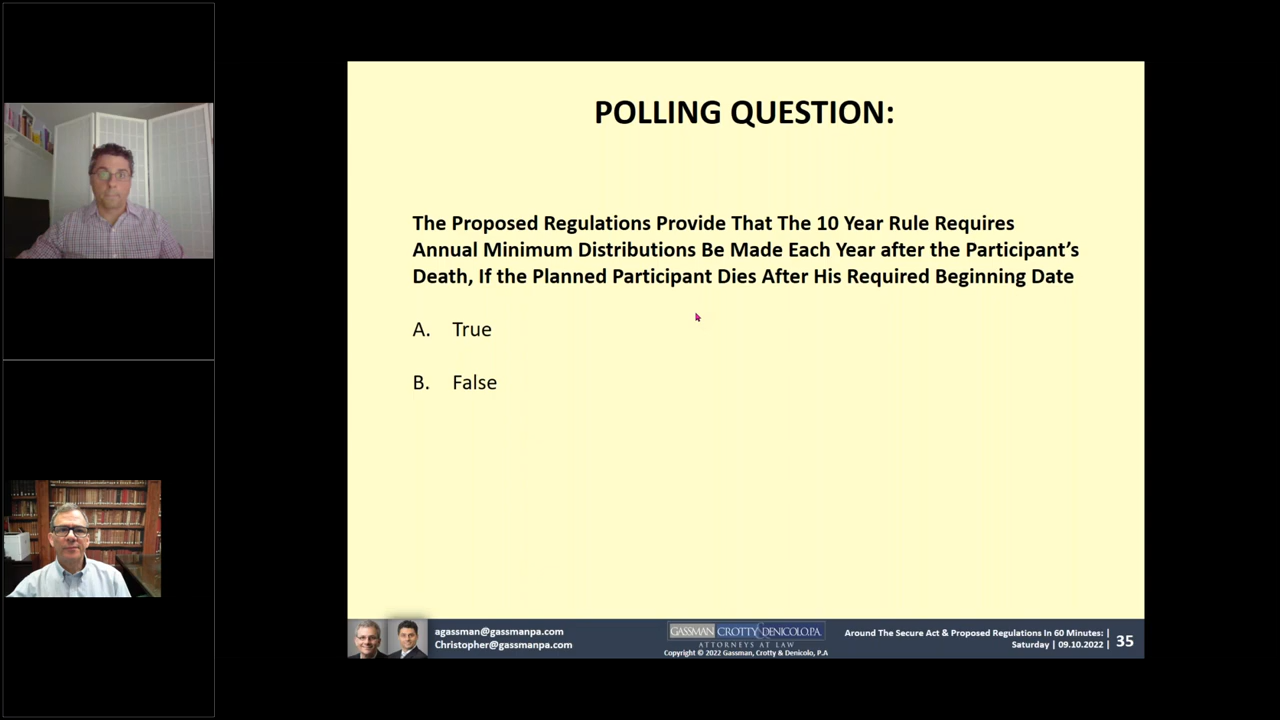 POLLING QUESTION:
The Proposed Regulations Provide That The 10 Year Rule Requires
Annual Minimum Distributions Be Made Each Year after the Participant's
Death, If the Planned Participant Dies After His Required Beginning Date
A. True
B. False
agassman@gassmanpa.com
Christopher@gassmanpa.com
GASSMAN CROTTY & DENICOLO, P.A.
ATTORNEYS AT LAW
Copyright © 2022 Gassman, Crotty & Denicolo, P.A
Around The Secure Act & Proposed Regulations In 60 Minutes: |
Saturday | 09.10.2022 |
35